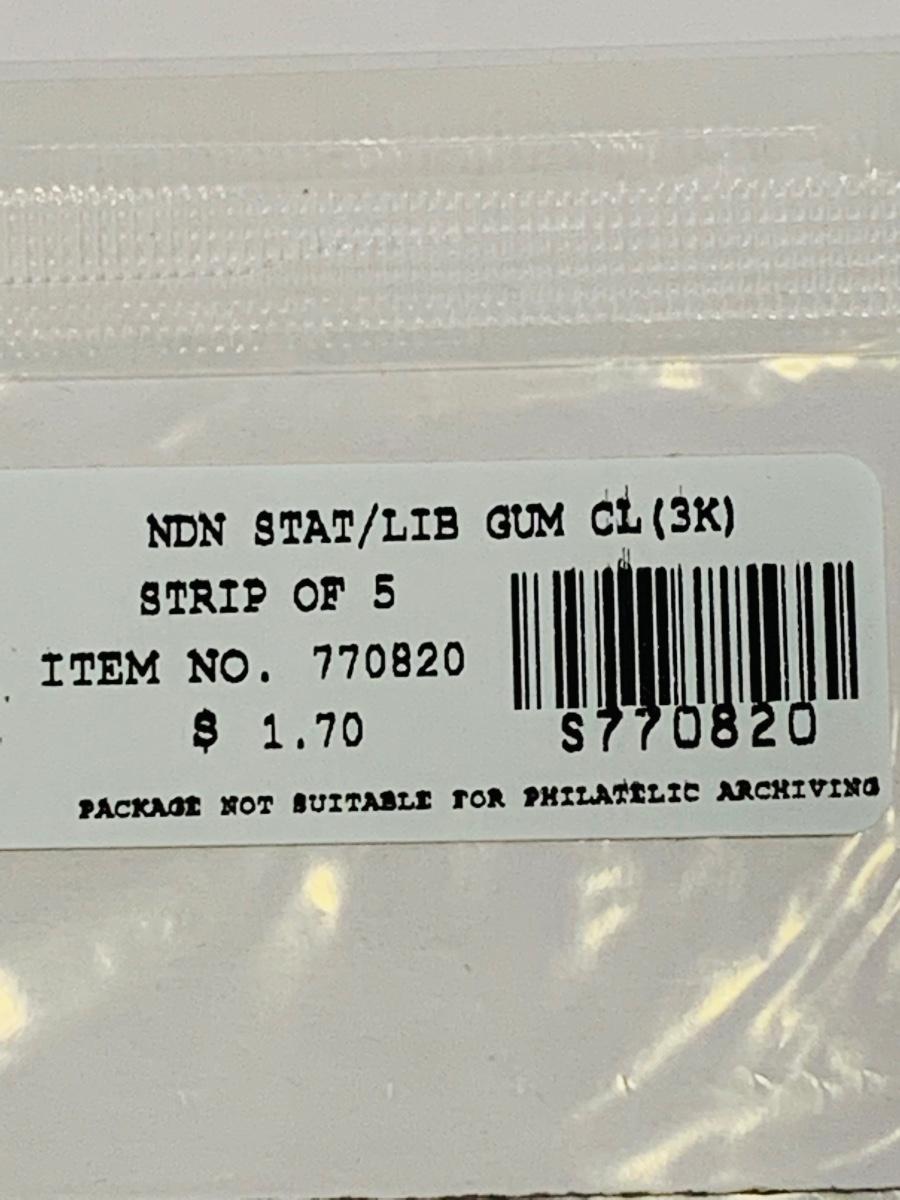 NDN STAT/LIB GUM CL(3K)
STRIP OF 5
ITEM NO. 770820
$ 1.70
S770820
PACKAGE NOT SUITABLE FOR PHILATELIC ARCHIVING